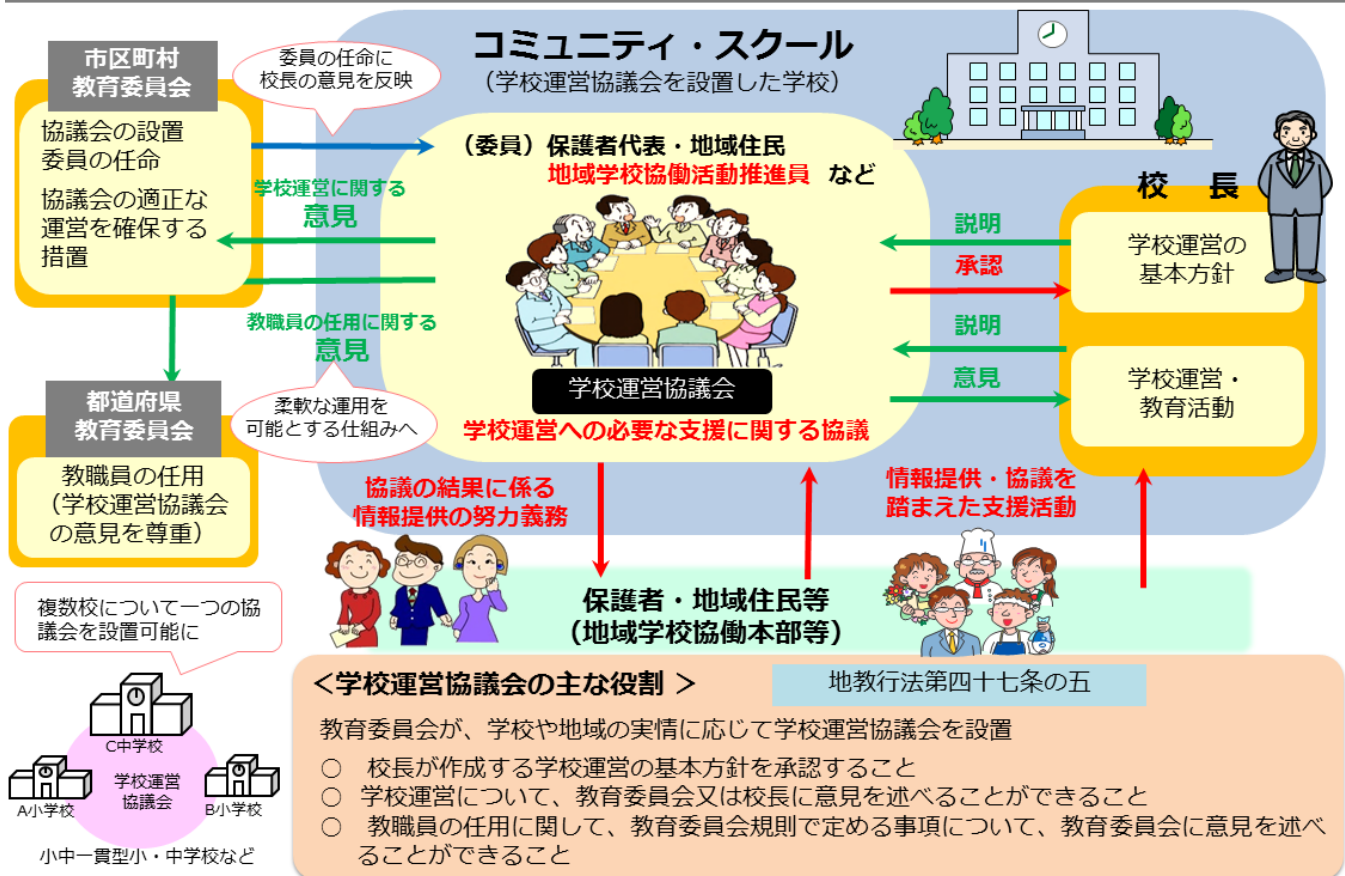 コミュニティ・スクール
（学校運営協議会を設置した学校）
市区町村
教育委員会
協議会の設置
委員の任命
協議会の適正な
運営を確保する
措置
委員の任命に
校長の意見を反映
（委員）保護者代表・地域住民
地域学校協働活動推進員 など
学校運営に関する
意見
教職員の任用に関する
意見
柔軟な運用を
可能とする仕組みへ
学校運営協議会
学校運営への必要な支援に関する協議
校 長
学校運営の
基本方針
説明
承認
説明
意見
学校運営・
教育活動
都道府県
教育委員会
教職員の任用
（学校運営協議会
の意見を尊重）
協議の結果に係る
情報提供の努力義務
情報提供・協議を
踏まえた支援活動
保護者・地域住民等
（地域学校協働本部等）
複数校について一つの協
議会を設置可能に
C中学校
学校運営
協議会
A小学校
B小学校
小中一貫型小・中学校など
＜学校運営協議会の主な役割 ＞
地教行法第四十七条の五
教育委員会が、学校や地域の実情に応じて学校運営協議会を設置
○ 校長が作成する学校運営の基本方針を承認すること
○ 学校運営について、教育委員会又は校長に意見を述べることができること
○ 教職員の任用に関して、教育委員会規則で定める事項について、教育委員会に意見を述べ
ることができること